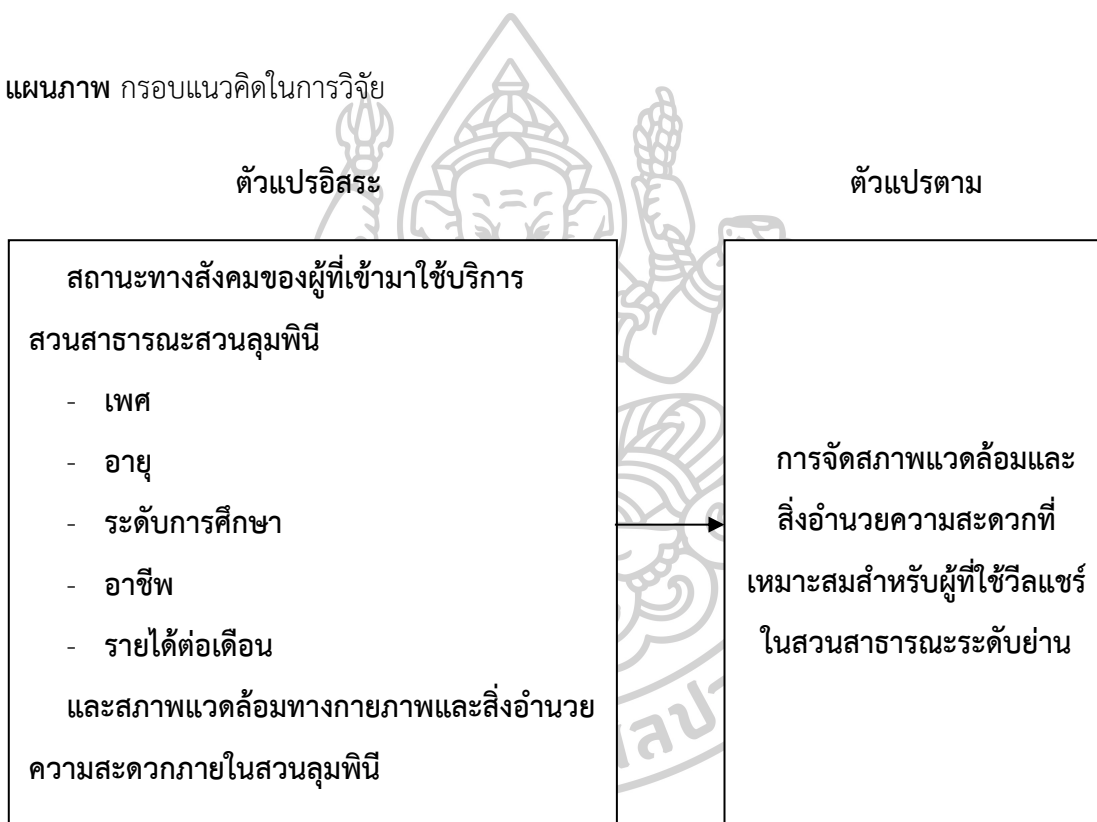 แผนภาพ กรอบแนวคิดในการวิจัย
ตัวแปรอิสระ
ตัวแปรตาม
สถานะทางสังคมของผู้ที่เข้ามาใช้บริการ
สวนสาธารณะสวนลุมพินี
- เพศ
- อายุ
- ระดับการศึกษา
- อาชีพ
- รายได้ต่อเดือน
และสภาพแวดล้อมทางกายภาพและสิ่งอำนวย
ความสะดวกภายในสวนลุมพินี
การจัดสภาพแวดล้อมและ
สิ่งอำนวยความสะดวกที่
เหมาะสมสำหรับผู้ที่ใช้วีลแชร์
ในสวนสาธารณะระดับย่าน